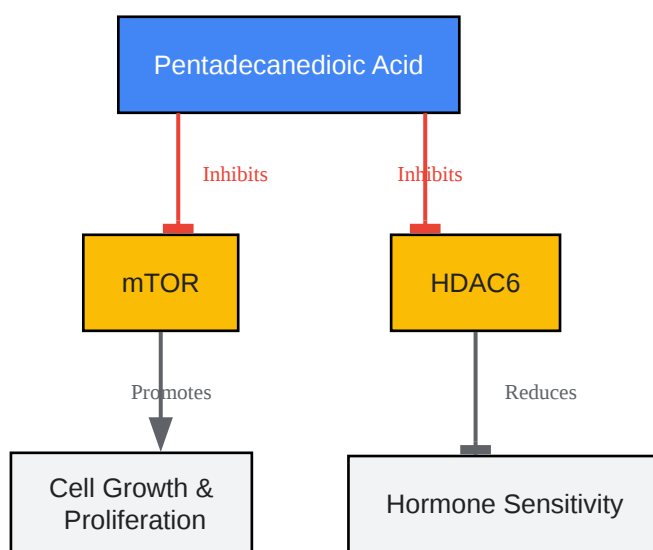 Pentadecanedioic Acid
Inhibits
Inhibits
mTOR
HDAC6
Promotes
Reduces
Cell Growth &
Proliferation
Hormone Sensitivity